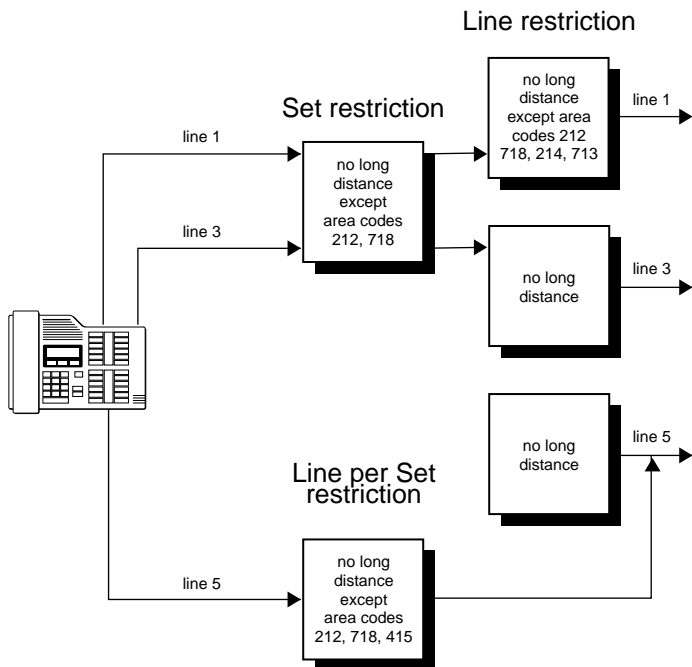 Line restriction
no long
distance
except area
codes 212
718, 214, 713
line 1
Set restriction
line 1
no long
distance
except
area codes
212, 718
line 3
no long
distance
line 3
no long
distance
line 5
Line per Set
restriction
no long
distance
except
area codes
212, 718, 415
line 5